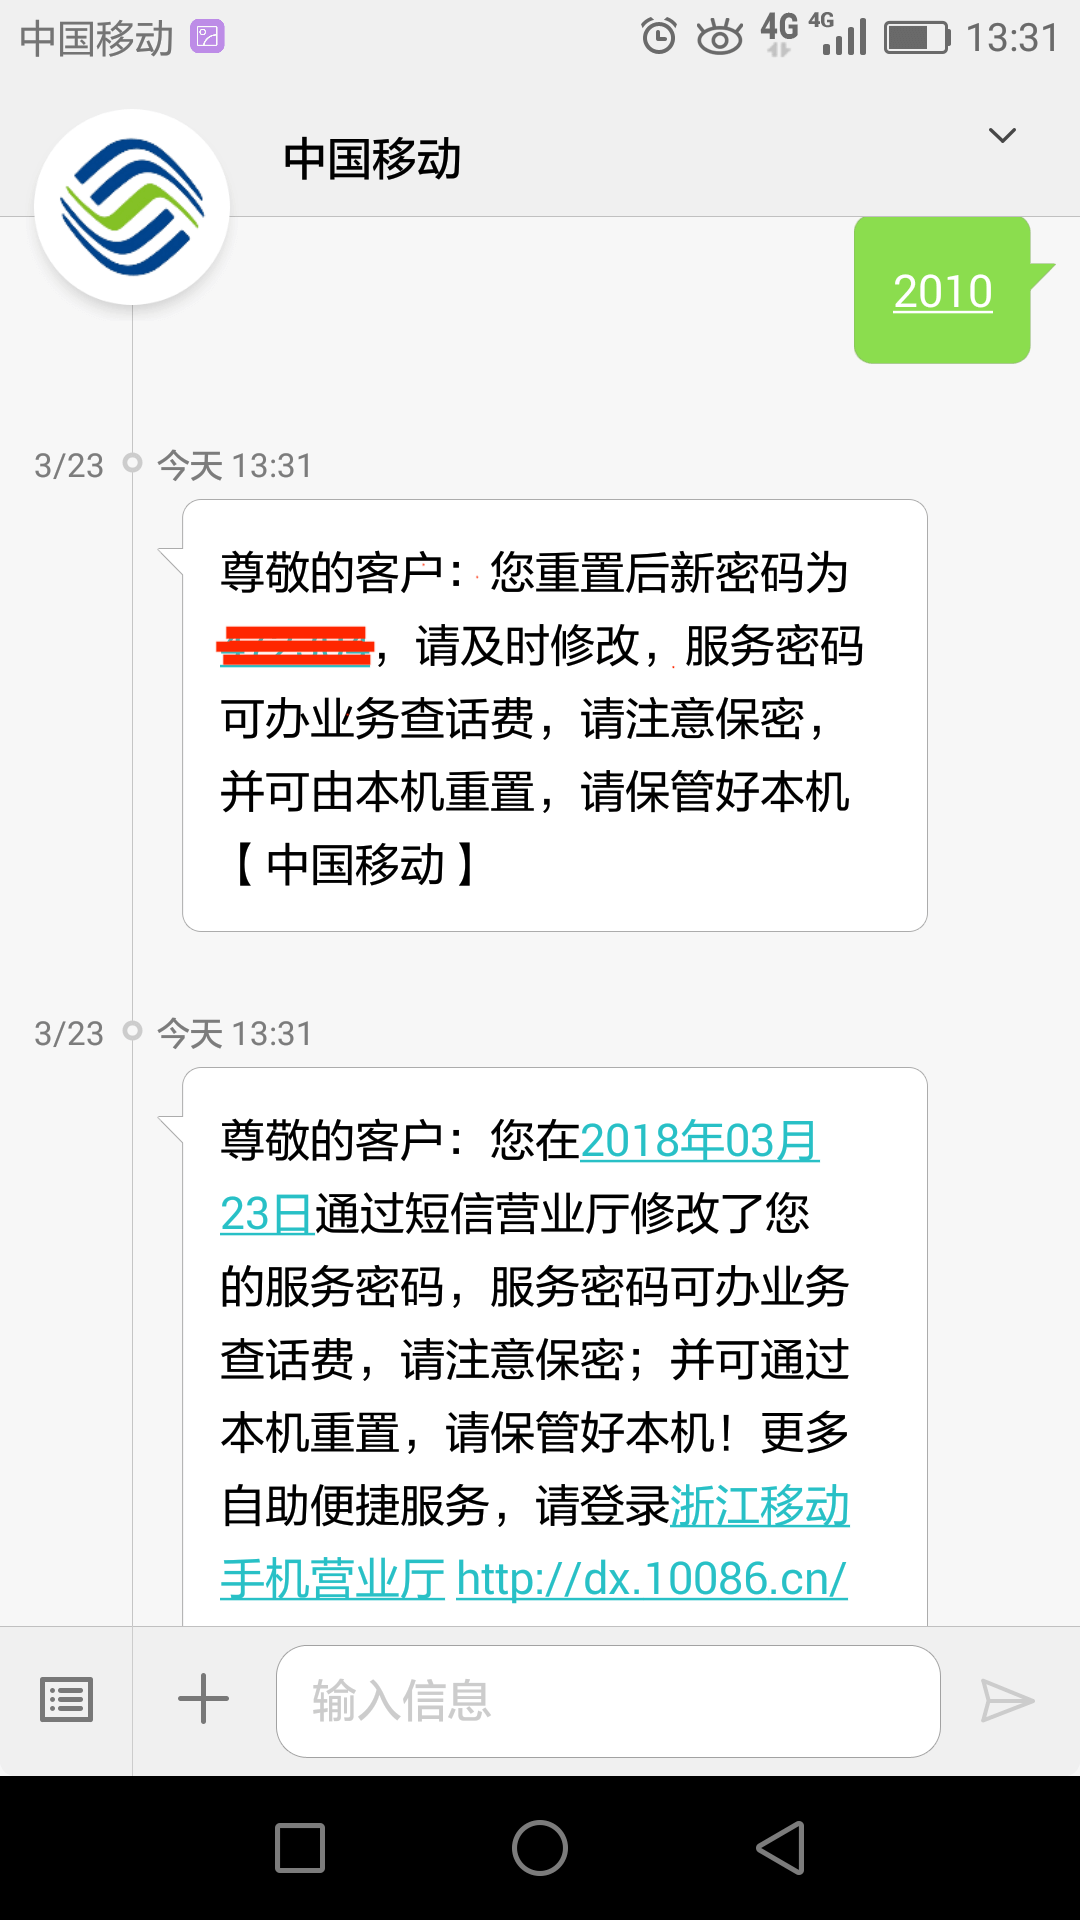 中国移动 4G 4G 13:31
中国移动
2010
3/23 今天 13:31
尊敬的客户：您重置后新密码为
，请及时修改，服务密码
可办业务查话费，请注意保密，
并可由本机重置，请保管好本机
【中国移动】
3/23 今天 13:31
尊敬的客户：您在2018年03月
23日通过短信营业厅修改了您
的服务密码，服务密码可办业务
查话费，请注意保密；并可通过
本机重置，请保管好本机！更多
自助便捷服务，请登录浙江移动
手机营业厅 http://dx.10086.cn/
输入信息